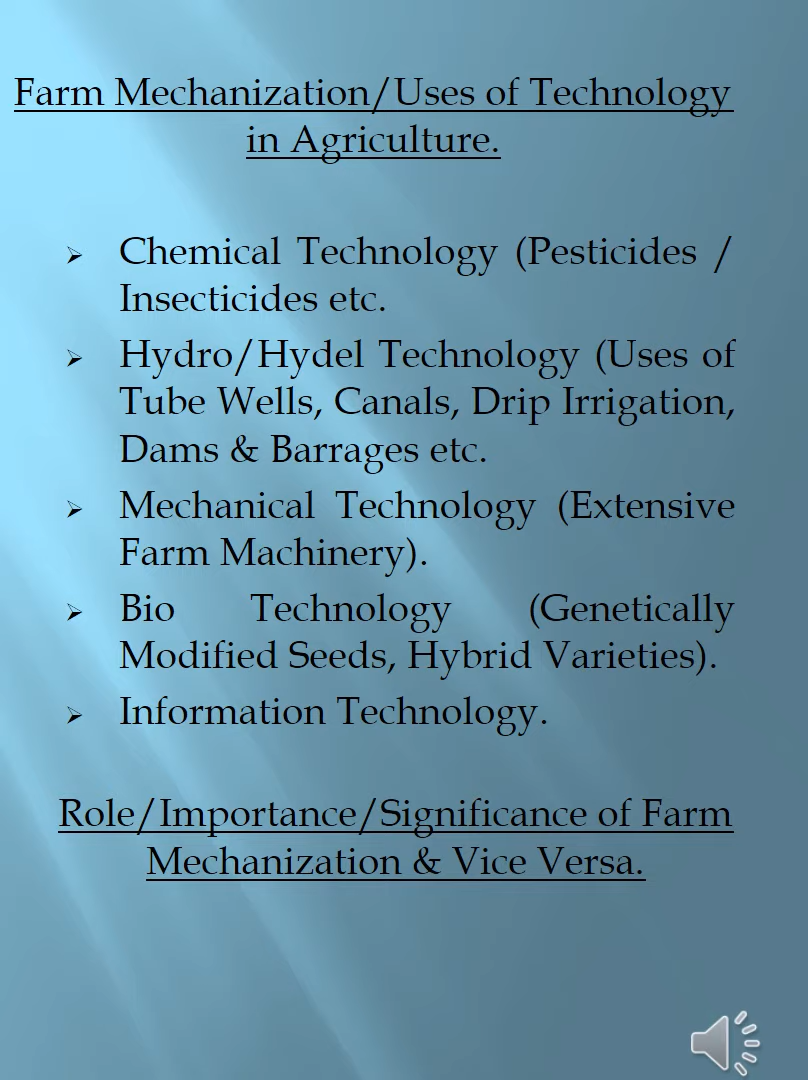 Farm Mechanization/Uses of Technology
in Agriculture.
➢ Chemical Technology (Pesticides /
Insecticides etc.
➢ Hydro/Hydel Technology (Uses of
Tube Wells, Canals, Drip Irrigation,
Dams & Barrages etc.
➢ Mechanical Technology (Extensive
Farm Machinery).
➢ Bio Technology (Genetically
Modified Seeds, Hybrid Varieties).
➢ Information Technology.
Role/Importance/Significance of Farm
Mechanization & Vice Versa.